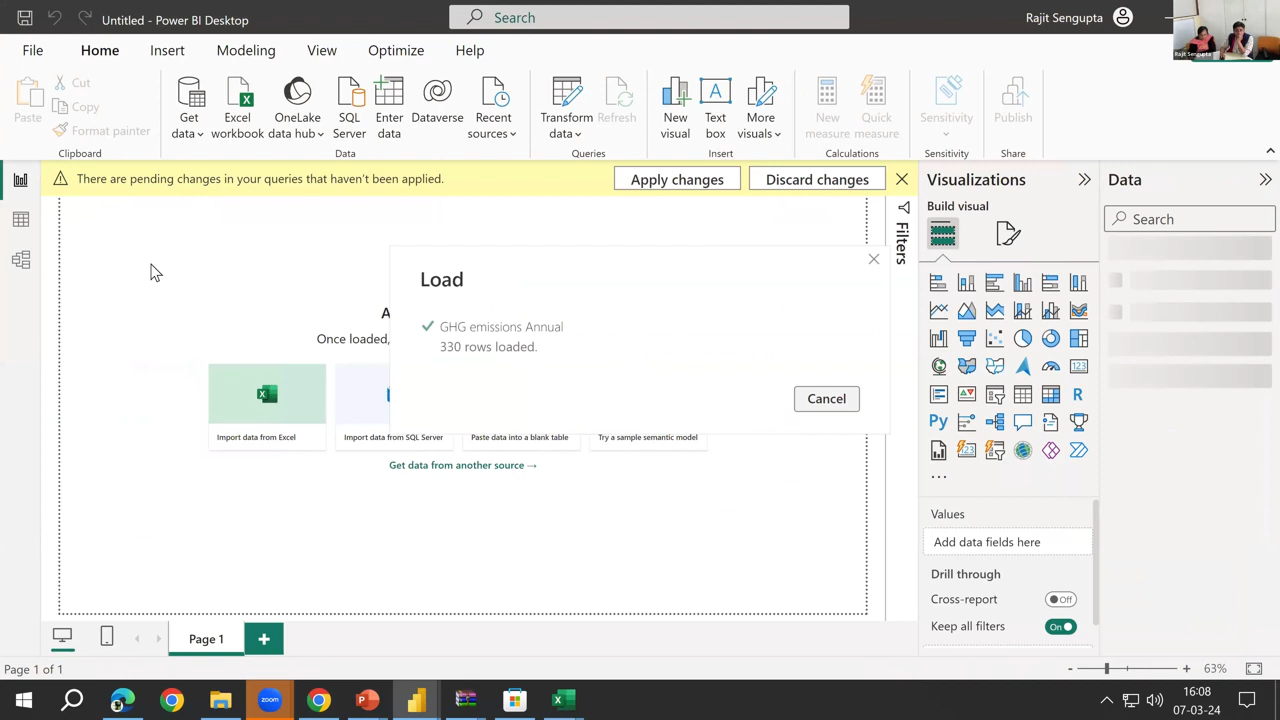 Untitled - Power BI Desktop
Search
Rajit Sengupta
Rajit Sengupta
File
Home
Insert
Modeling
View
Optimize
Help
Paste
Cut
Copy
Format painter
Clipboard
Get data
Excel workbook
OneLake data hub
SQL Server
Enter data
Dataverse
Recent sources
Data
Transform data
Refresh
Queries
New visual
Text box
More visuals
Insert
New measure
Quick measure
Calculations
Sensitivity
Sensitivity
Publish
Share
There are pending changes in your queries that haven't been applied.
Apply changes
Discard changes
Load
GHG emissions Annual
330 rows loaded.
Cancel
A
Once loaded,
Import data from Excel
Import data from SQL Server
Paste data into a blank table
Try a sample semantic model
Get data from another source →
Filters
Visualizations
Build visual
R
Py
123
...
Values
Add data fields here
Drill through
Cross-report
Off
Keep all filters
On
Data
Search
Page 1
Page 1 of 1
- + 63%
zoom
16:08
07-03-24